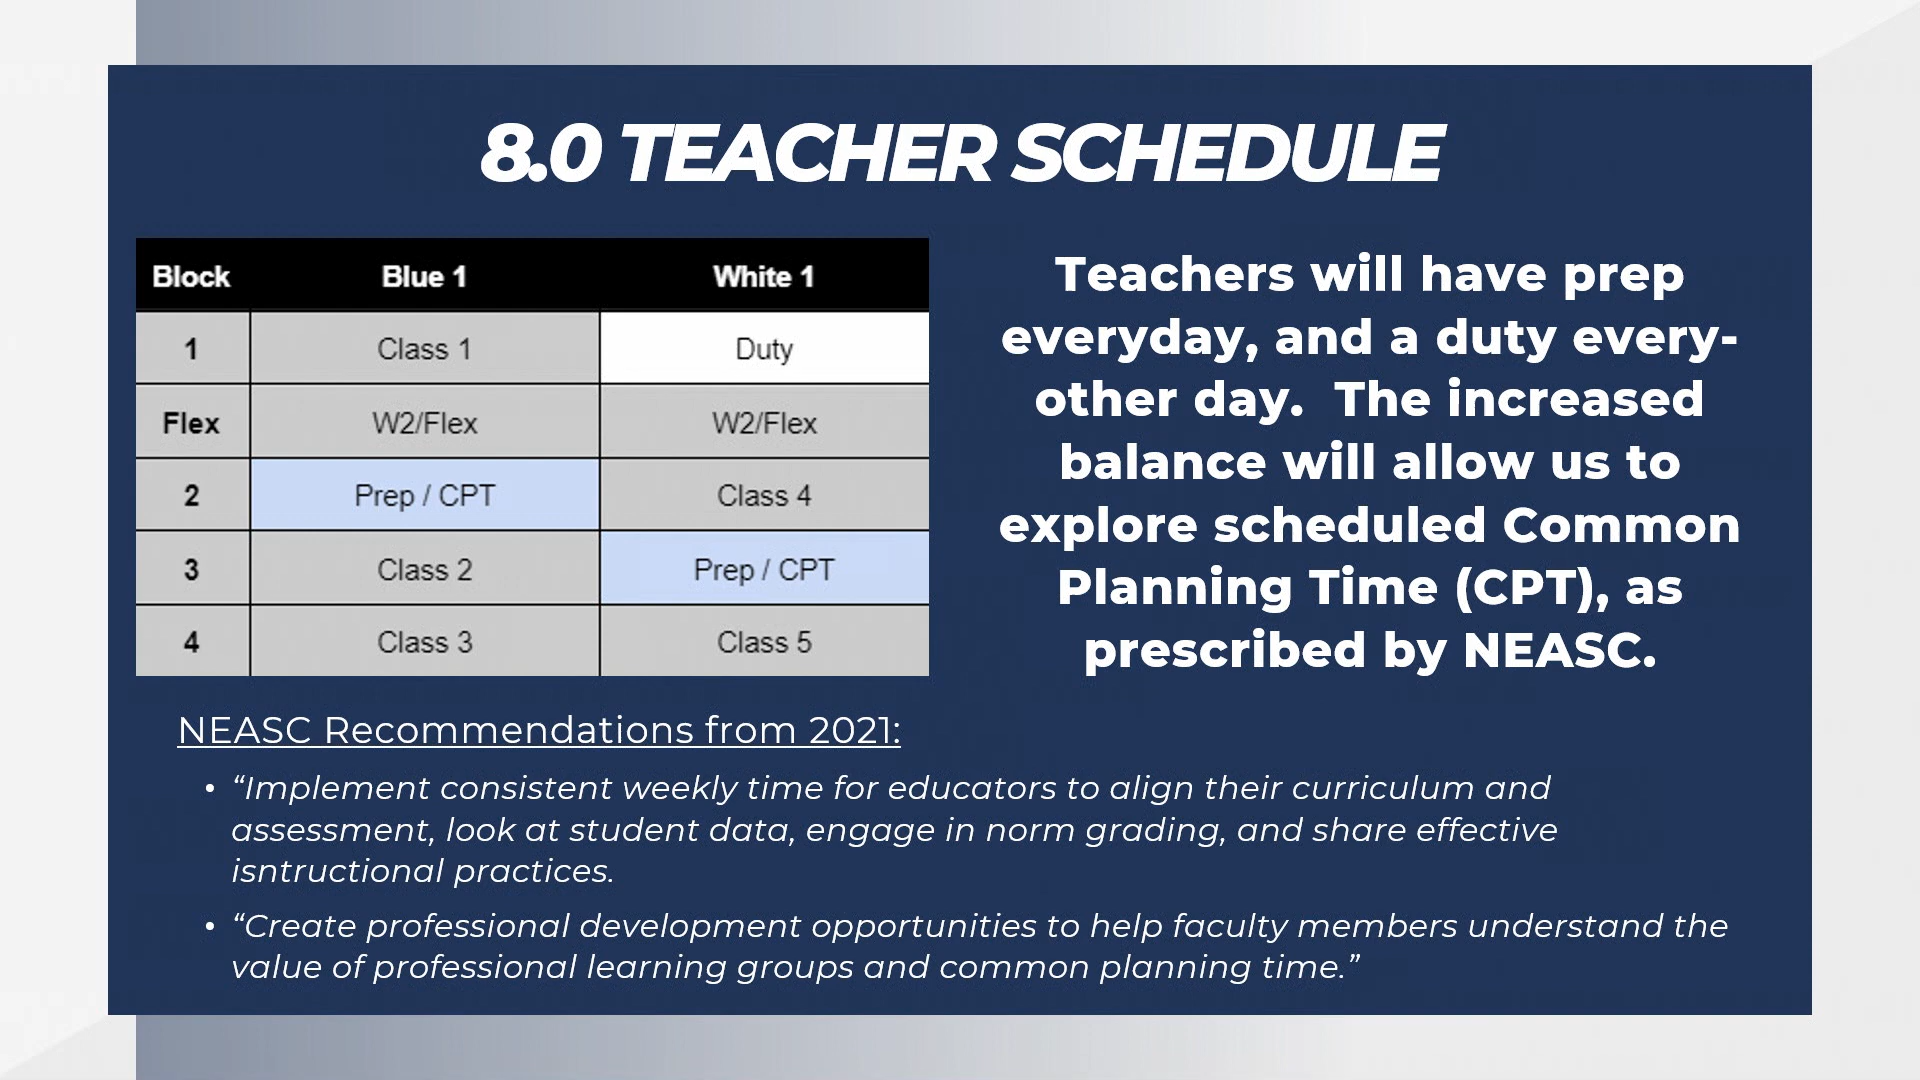 8.0 TEACHER SCHEDULE
Block Blue 1 White 1
1 Class 1 Duty
Flex W2/Flex W2/Flex
2 Prep / CPT Class 4
3 Class 2 Prep / CPT
4 Class 3 Class 5
Teachers will have prep
everyday, and a duty every-
other day.  The increased
balance will allow us to
explore scheduled Common
Planning Time (CPT), as
prescribed by NEASC.
NEASC Recommendations from 2021:
• “Implement consistent weekly time for educators to align their curriculum and
assessment, look at student data, engage in norm grading, and share effective
isntructional practices.
• “Create professional development opportunities to help faculty members understand the
value of professional learning groups and common planning time.”